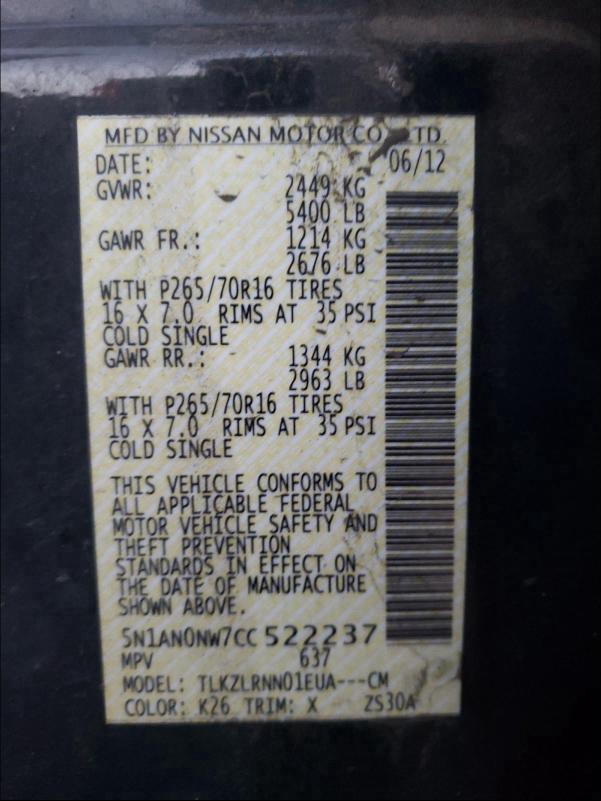 MFD BY NISSAN MOTOR CO LTD.
DATE: 06/12
GVWR: 2449 KG
5400 LB
GAWR FR.: 1214 KG
2676 LB
WITH P265/70R16 TIRES
16 X 7.0 RIMS AT 35 PSI
COLD SINGLE
GAWR RR.: 1344 KG
2963 LB
WITH P265/70R16 TIRES
16 X 7.0 RIMS AT 35 PSI
COLD SINGLE
THIS VEHICLE CONFORMS TO
ALL APPLICABLE FEDERAL
MOTOR VEHICLE SAFETY AND
THEFT PREVENTION
STANDARDS IN EFFECT ON
THE DATE OF MANUFACTURE
SHOWN ABOVE.
5N1AN0NW7CC 522237
MPV 637
MODEL: TLKZLRNN01EUA---CM
COLOR: K26 TRIM: X ZS30A